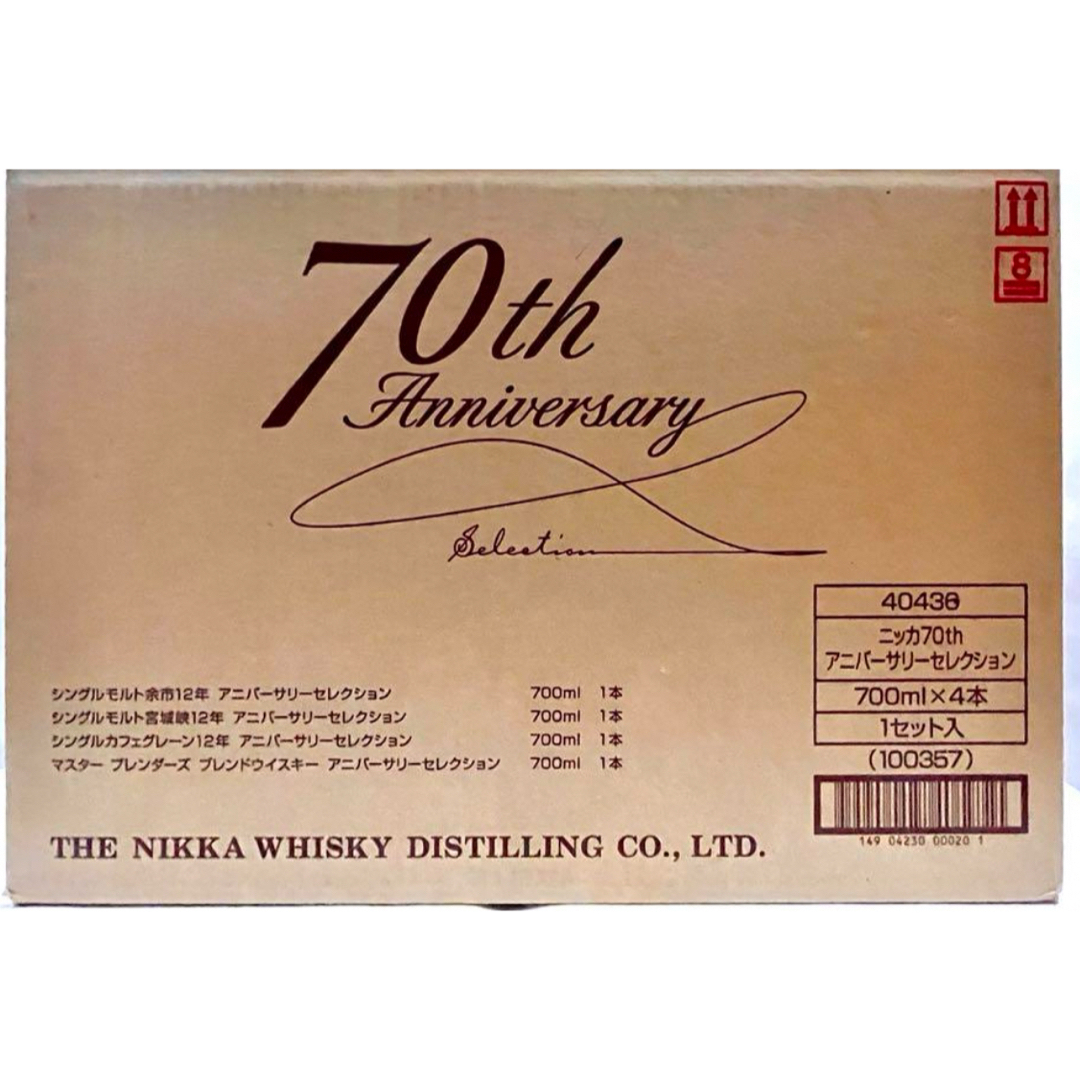 70th
Anniversary
Selection
8
40436
ニッカ70th
アニバーサリーセレクション
700ml×4本
1セット入
(100357)
シングルモルト余市12年 アニバーサリーセレクション 700ml 1本
シングルモルト宮城峡12年 アニバーサリーセレクション 700ml 1本
シングルカフェグレーン12年 アニバーサリーセレクション 700ml 1本
マスター ブレンダーズ ブレンドウイスキー アニバーサリーセレクション 700ml 1本
THE NIKKA WHISKY DISTILLING CO., LTD.
149 04230 00020 1